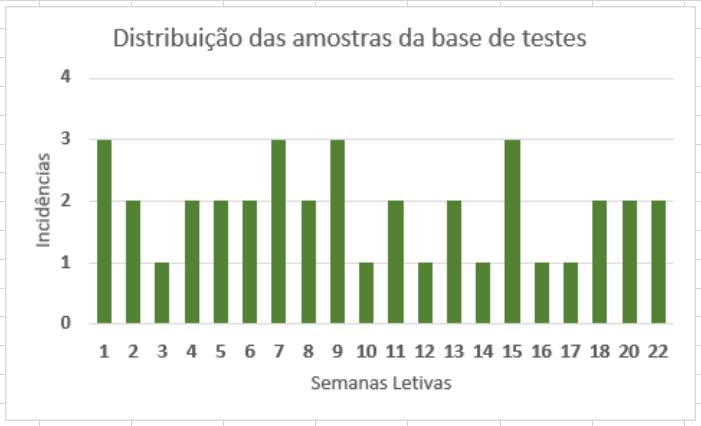 Distribuição das amostras da base de testes
4
3
2
1
0
Incidências
1 2 3 4 5 6 7 8 9 10 11 12 13 14 15 16 17 18 20 22
Semanas Letivas